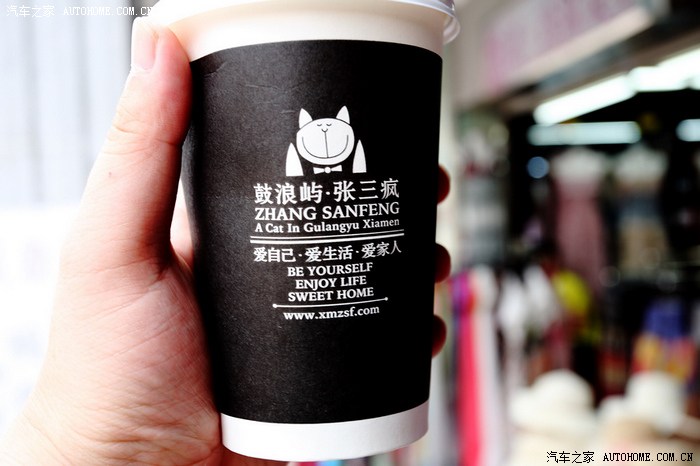 汽车之家 AUTOHOME.COM.CN
鼓浪屿·张三疯
ZHANG SANFENG
A Cat In Gulangyu Xiamen
爱自己·爱生活·爱家人
BE YOURSELF
ENJOY LIFE
SWEET HOME
www.xmzsf.com
汽车之家 AUTOHOME.COM.CN